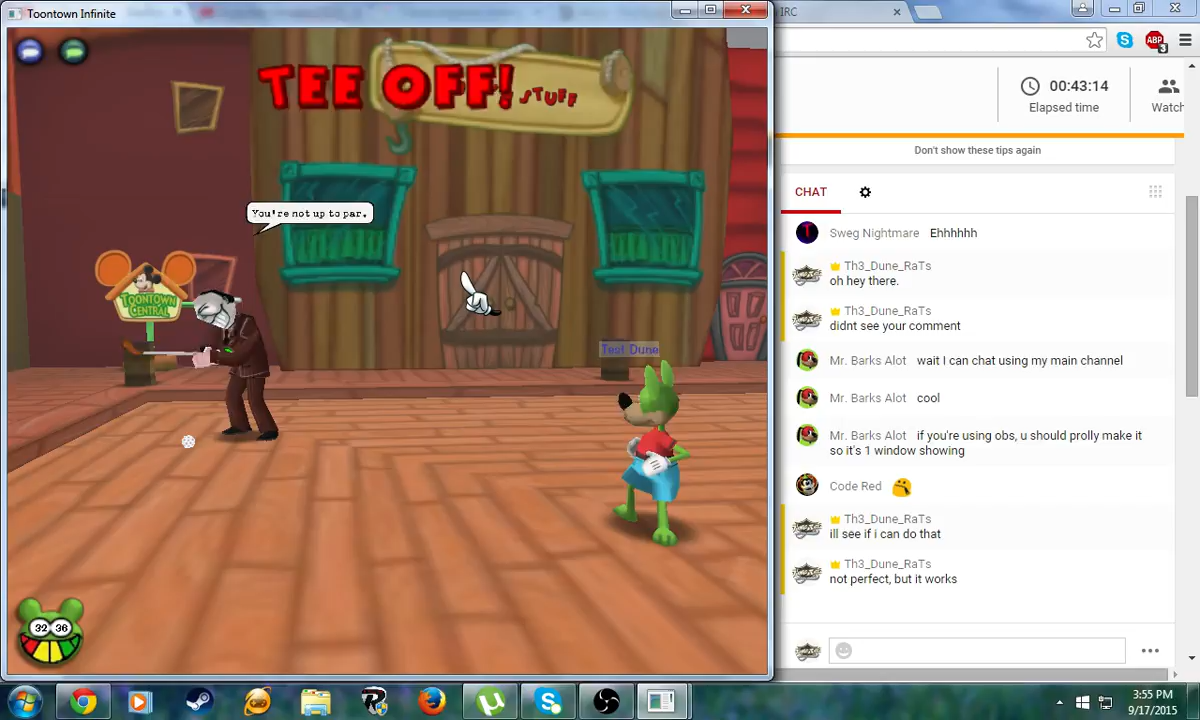 Toontown Infinite
TEE OFF!
STUFF
You're not up to par.
TOONTOWN
CENTRAL
Test Dune
32 36
IRC
ABP
3
00:43:14
Elapsed time
Watch
Don't show these tips again
CHAT
Sweg Nightmare Ehhhhhh
Th3_Dune_RaTs
oh hey there.
Th3_Dune_RaTs
didnt see your comment
Mr. Barks Alot wait I can chat using my main channel
Mr. Barks Alot cool
Mr. Barks Alot if you're using obs, u should prolly make it
so it's 1 window showing
Code Red
Th3_Dune_RaTs
ill see if i can do that
Th3_Dune_RaTs
not perfect, but it works
3:55 PM
9/17/2015